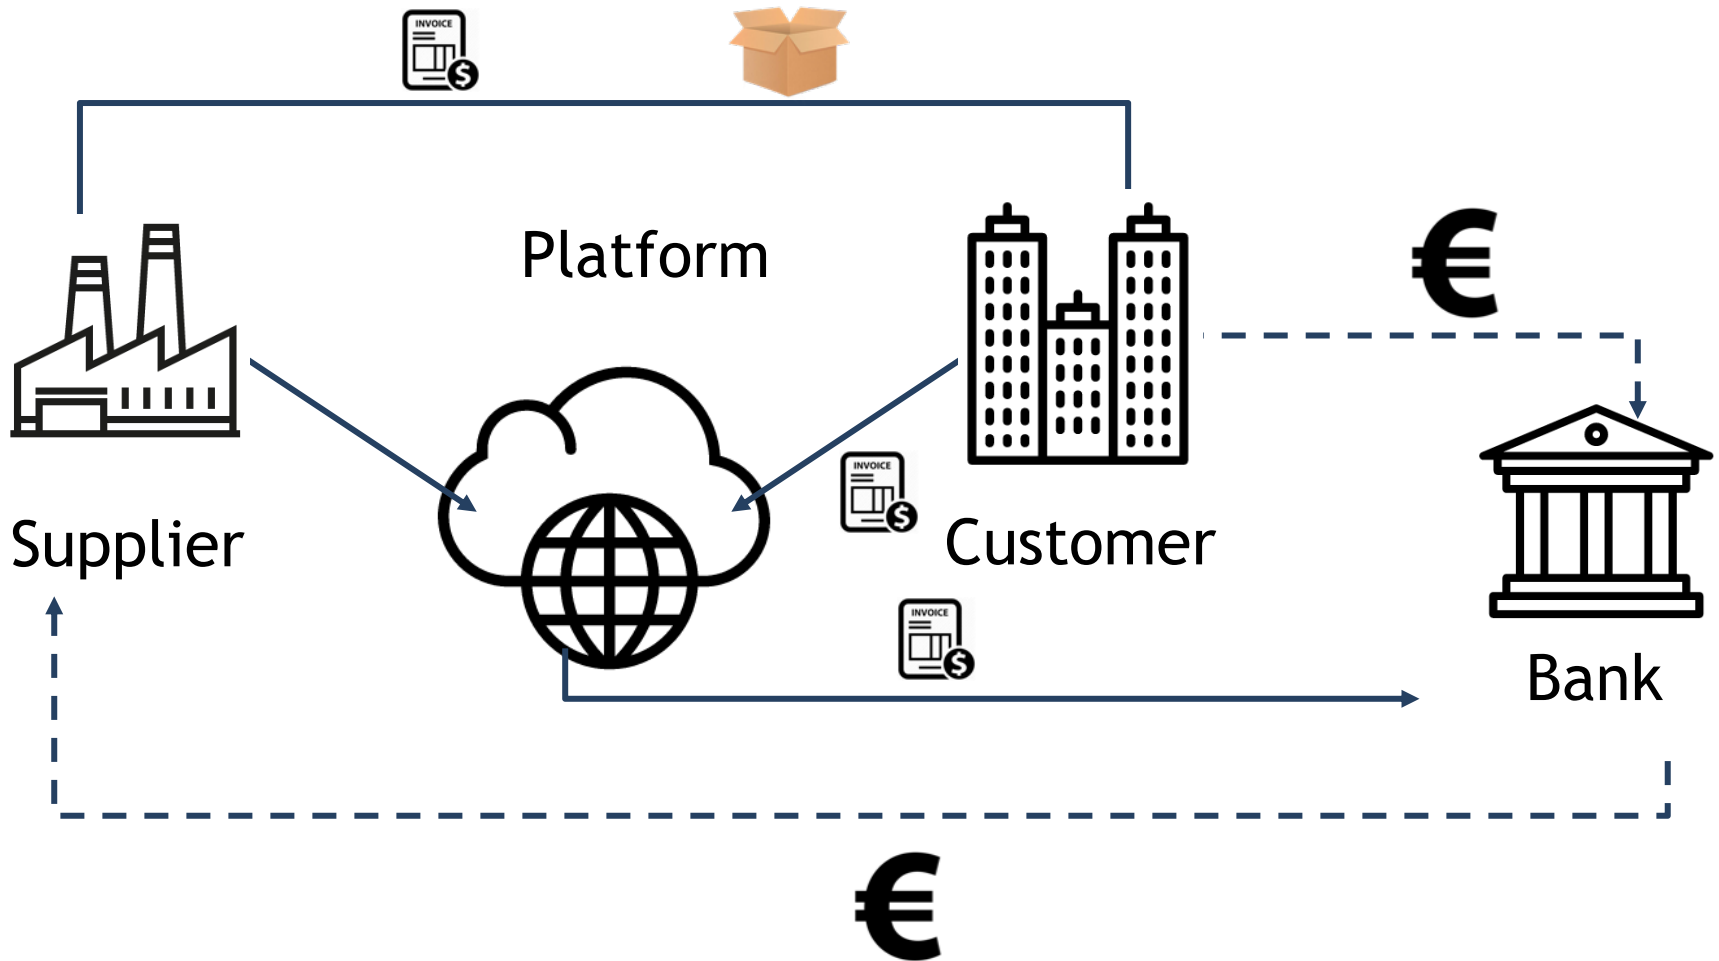 INVOICE
$
Platform
€
INVOICE
$
Supplier
Customer
INVOICE
$
Bank
€